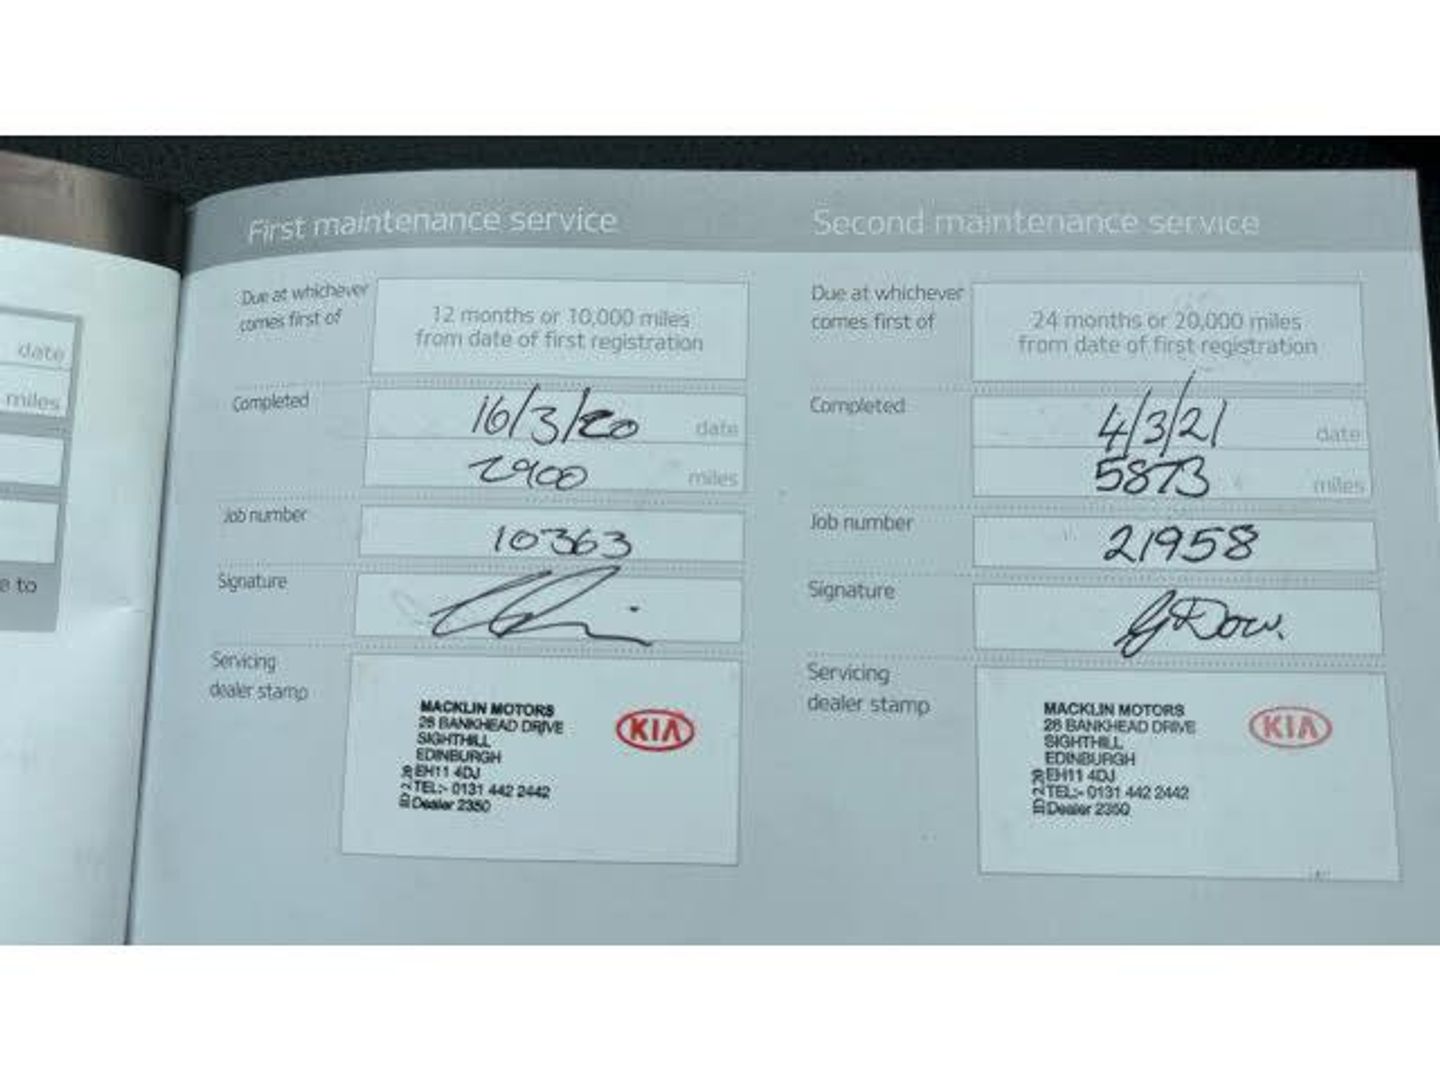 date
miles
e to
First maintenance service
Due at whichever
comes first of
12 months or 10,000 miles
from date of first registration
Completed
16/3/20 date
2900 miles
Job number
10363
Signature
Servicing
dealer stamp
MACKLIN MOTORS
28 BANKHEAD DRIVE
SIGHTHILL
EDINBURGH
EH11 4DJ
TEL:- 0131 442 2442
Dealer 2350
KIA
Second maintenance service
Due at whichever
comes first of
24 months or 20,000 miles
from date of first registration
Completed
4/3/21 date
5873 miles
Job number
21958
Signature
G Dow.
Servicing
dealer stamp
MACKLIN MOTORS
28 BANKHEAD DRIVE
SIGHTHILL
EDINBURGH
EH11 4DJ
TEL:- 0131 442 2442
Dealer 2350
KIA